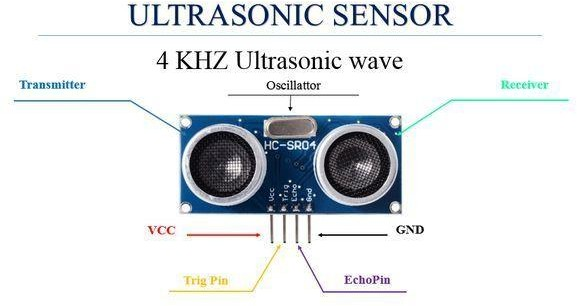 ULTRASONIC SENSOR
4 KHZ Ultrasonic wave
Transmitter
Oscillattor
Receiver
HC-SR04
Vcc
Trig
Echo
Gnd
VCC
GND
Trig Pin
EchoPin